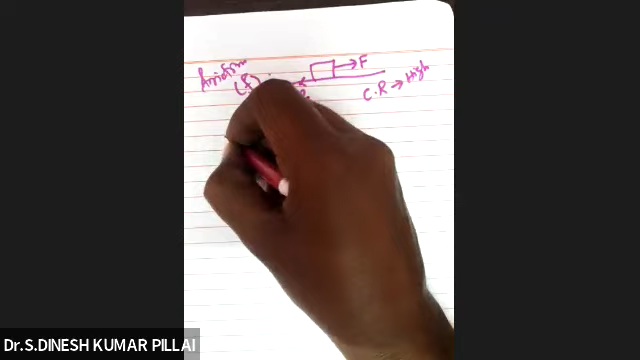 Friction
(f)
F
C.R → High
Dr.S.DINESH KUMAR PILLAI